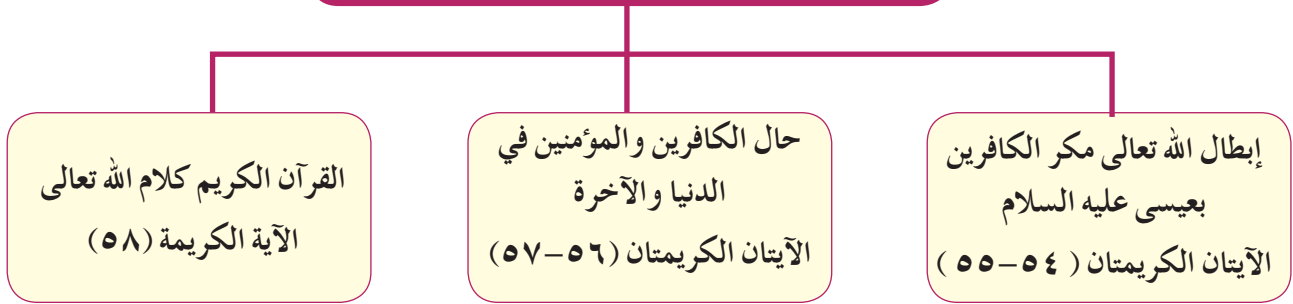 إبطال الله تعالى مكر الكافرين
بعيسى عليه السلام
الآيتان الكريمتان ( ٥٤-٥٥ )
حال الكافرين والمؤمنين في
الدنيا والآخرة
الآيتان الكريمتان (٥٦-٥٧)
القرآن الكريم كلام الله تعالى
الآية الكريمة (٥٨)